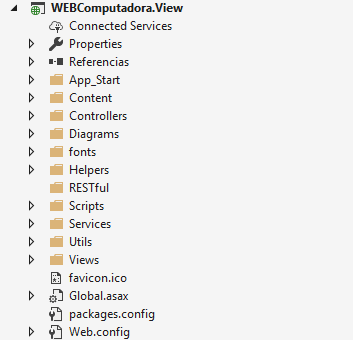 WEBComputadora.View
Connected Services
Properties
Referencias
App_Start
Content
Controllers
Diagrams
fonts
Helpers
RESTful
Scripts
Services
Utils
Views
favicon.ico
Global.asax
packages.config
Web.config